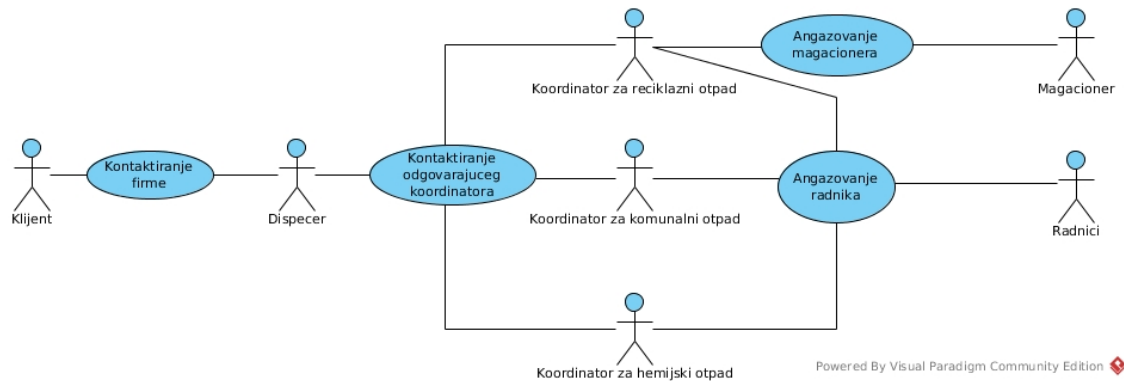 Angazovanje
magacionera
Koordinator za reciklazni otpad
Magacioner
Kontaktiranje
firme
Kontaktiranje
odgovarajuceg
koordinatora
Angazovanje
radnika
Klijent
Dispecer
Koordinator za komunalni otpad
Radnici
Koordinator za hemijski otpad
Powered By Visual Paradigm Community Edition